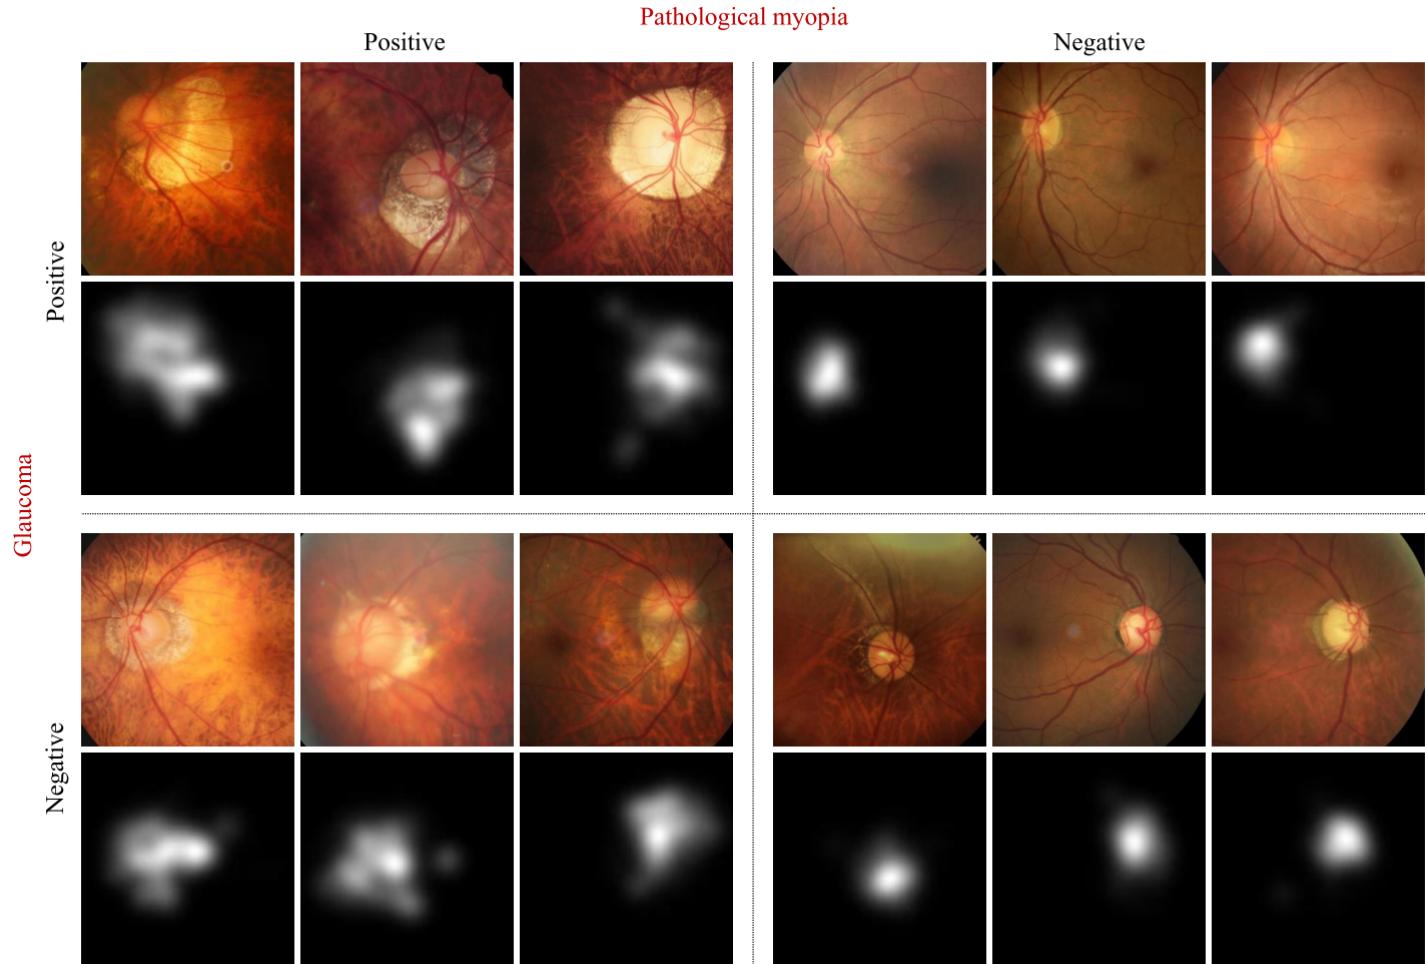 Pathological myopia
Positive
Negative
Positive
Glaucoma
Negative